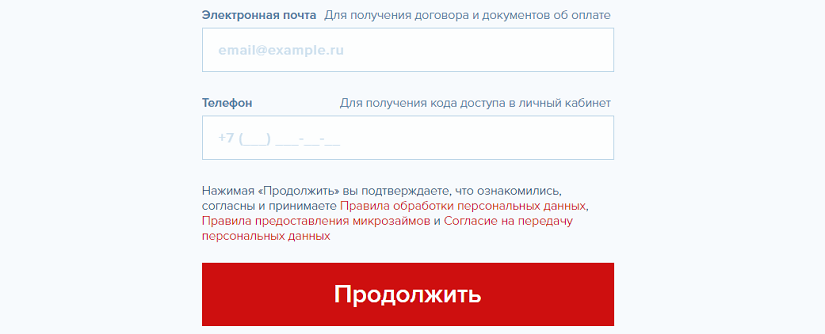 Электронная почта Для получения договора и документов об оплате
email@example.ru
Телефон Для получения кода доступа в личный кабинет
+7 (___) ___-__-__
Нажимая «Продолжить» вы подтверждаете, что ознакомились,
согласны и принимаете Правила обработки персональных данных,
Правила предоставления микрозаймов и Согласие на передачу
персональных данных
Продолжить